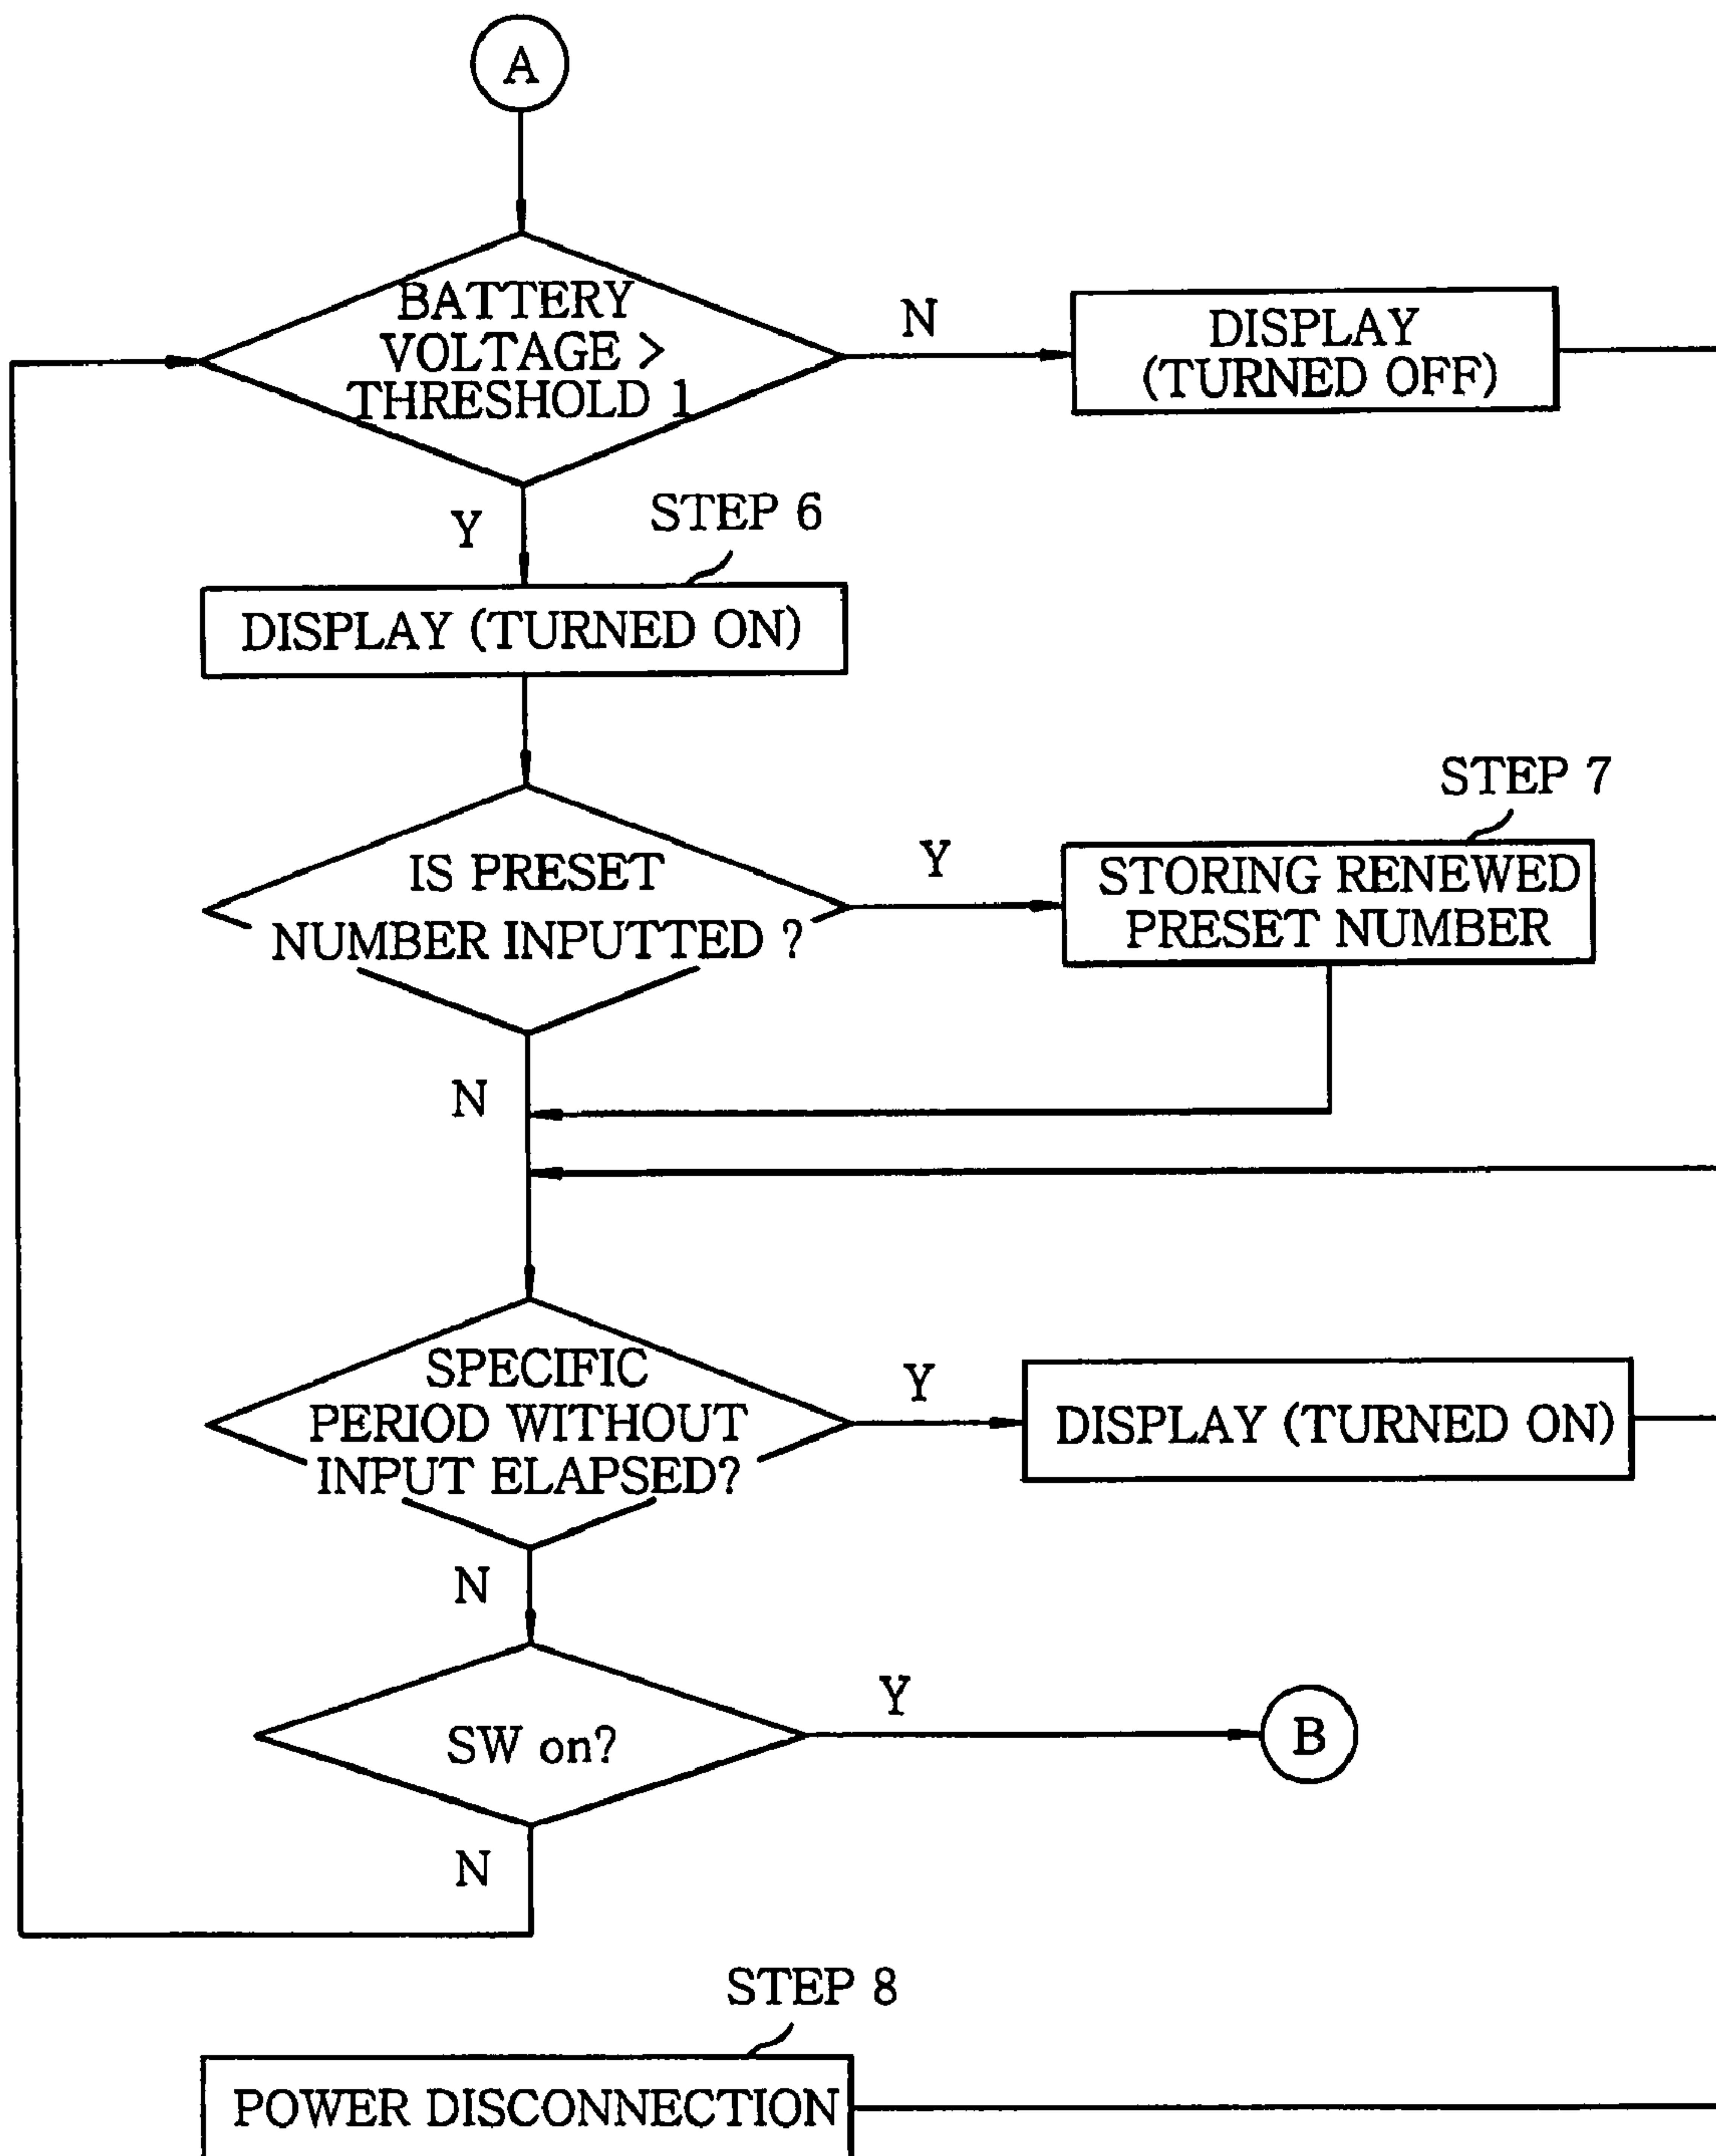 A
BATTERY
VOLTAGE >
THRESHOLD 1
N
DISPLAY
(TURNED OFF)
Y
STEP 6
DISPLAY (TURNED ON)
STEP 7
IS PRESET
NUMBER INPUTTED ?
Y
STORING RENEWED
PRESET NUMBER
N
SPECIFIC
PERIOD WITHOUT
INPUT ELAPSED?
Y
DISPLAY (TURNED ON)
N
SW on?
Y
B
N
STEP 8
POWER DISCONNECTION